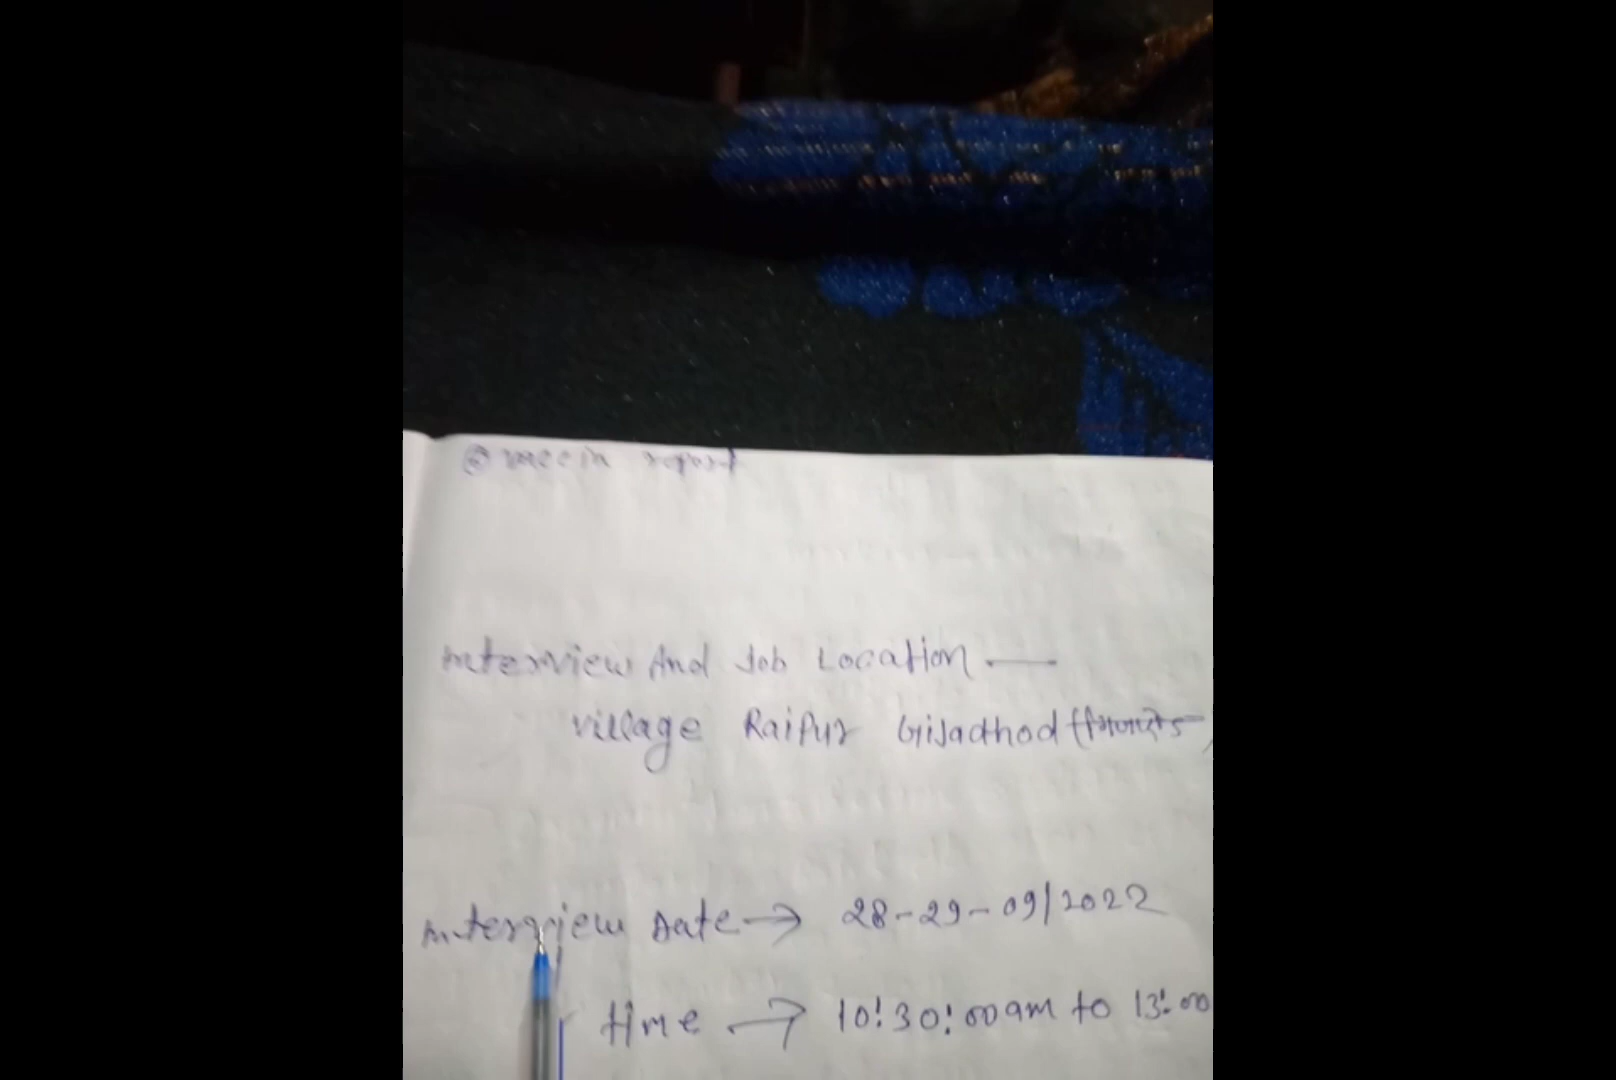 report
Interview And Job Location —
village Raipur
Interview Date → 28-29-09/2022
time → 10:30:00am to 13:00